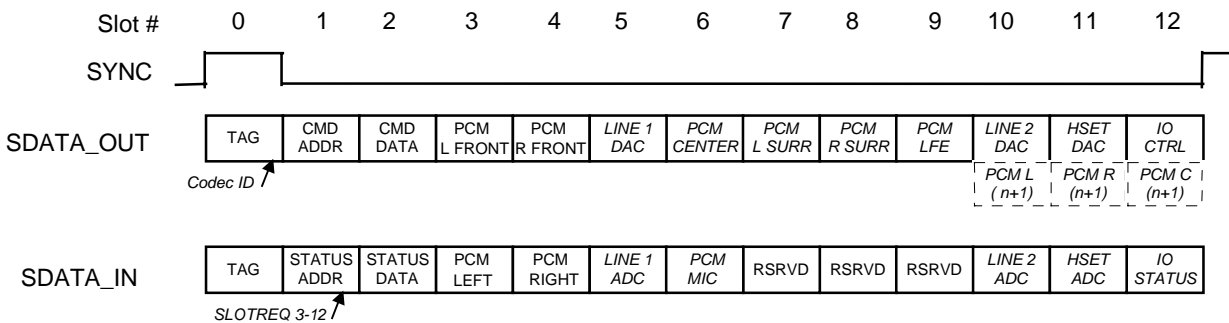 Slot # 0 1 2 3 4 5 6 7 8 9 10 11 12
SYNC
SDATA_OUT
TAG
CMD
ADDR
CMD
DATA
PCM
L FRONT
PCM
R FRONT
LINE 1
DAC
PCM
CENTER
PCM
L SURR
PCM
R SURR
PCM
LFE
LINE 2
DAC
HSET
DAC
IO
CTRL
Codec ID
PCM L
( n+1)
PCM R
(n+1)
PCM C
(n+1)
SDATA_IN
TAG
STATUS
ADDR
STATUS
DATA
PCM
LEFT
PCM
RIGHT
LINE 1
ADC
PCM
MIC
RSRVD
RSRVD
RSRVD
LINE 2
ADC
HSET
ADC
IO
STATUS
SLOTREQ 3-12